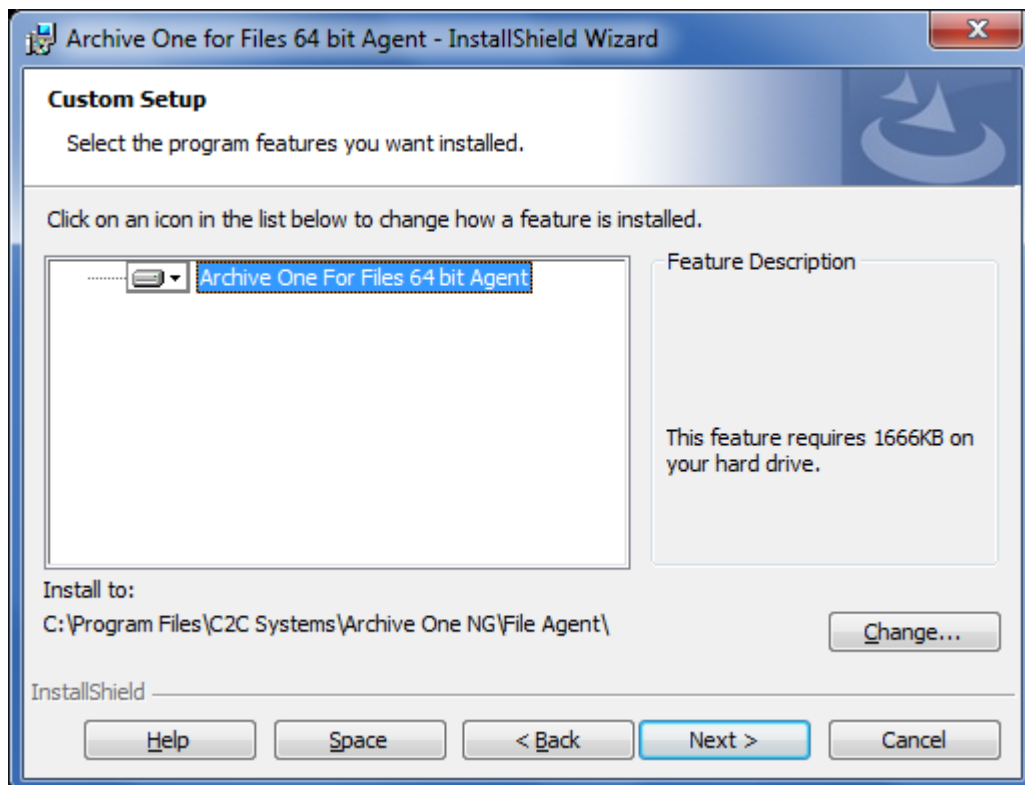 Archive One for Files 64 bit Agent - InstallShield Wizard
Custom Setup
Select the program features you want installed.
Click on an icon in the list below to change how a feature is installed.
Archive One For Files 64 bit Agent
Feature Description
This feature requires 1666KB on
your hard drive.
Install to:
C:\Program Files\C2C Systems\Archive One NG\File Agent\
Change...
InstallShield
Help
Space
< Back
Next >
Cancel